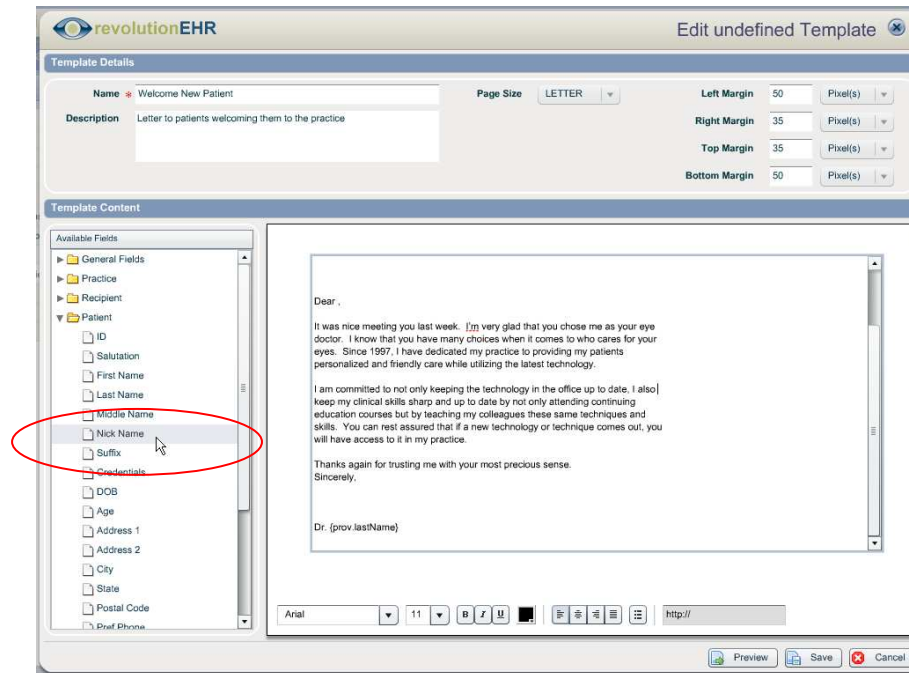 revolutionEHR
Edit undefined Template
Template Details
Name * Welcome New Patient
Page Size LETTER
Left Margin 50 Pixel(s)
Description Letter to patients welcoming them to the practice
Right Margin 35 Pixel(s)
Top Margin 35 Pixel(s)
Bottom Margin 50 Pixel(s)
Template Content
Available Fields
General Fields
Practice
Recipient
Patient
ID
Salutation
First Name
Last Name
Middle Name
Nick Name
Suffix
Credentials
DOB
Age
Address 1
Address 2
City
State
Postal Code
Pref Phone
Dear ,
It was nice meeting you last week. I'm very glad that you chose me as your eye
doctor. I know that you have many choices when it comes to who cares for your
eyes. Since 1997, I have dedicated my practice to providing my patients
personalized and friendly care while utilizing the latest technology.
I am committed to not only keeping the technology in the office up to date, I also
keep my clinical skills sharp and up to date by not only attending continuing
education courses but by teaching my colleagues these same techniques and
skills. You can rest assured that if a new technology or technique comes out, you
will have access to it in my practice.
Thanks again for trusting me with your most precious sense.
Sincerely,
Dr. {prov.lastName}
Arial 11 B I U http://
Preview Save Cancel